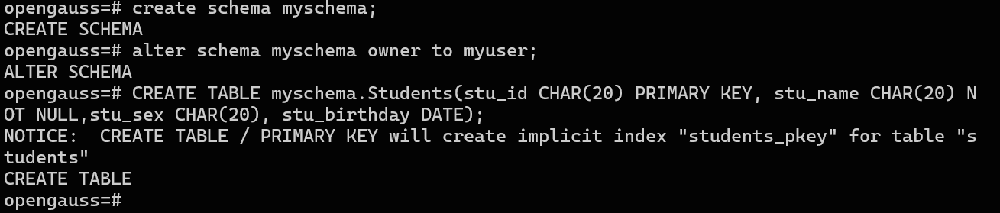 opengauss=# create schema myschema;
CREATE SCHEMA
opengauss=# alter schema myschema owner to myuser;
ALTER SCHEMA
opengauss=# CREATE TABLE myschema.Students(stu_id CHAR(20) PRIMARY KEY, stu_name CHAR(20) N
OT NULL,stu_sex CHAR(20), stu_birthday DATE);
NOTICE:  CREATE TABLE / PRIMARY KEY will create implicit index "students_pkey" for table "s
tudents"
CREATE TABLE
opengauss=#